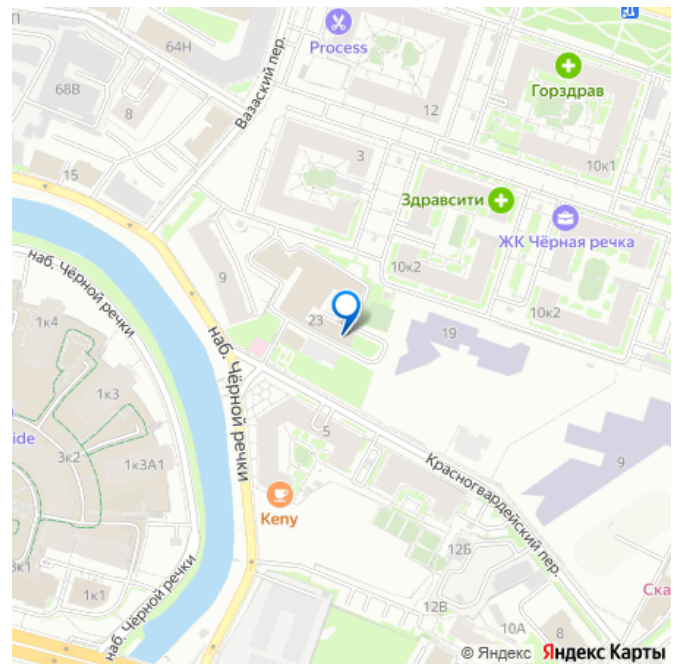 П
64Н
Process
Горздрав
68В
8
Вазаский пер.
12
15
3
10к1
Здравсити
ЖК Чёрная речка
наб. Чёрной речки
9
10к2
10к2
1к4
23
19
наб. Чёрной речки
1к3
ide
3к2
1к3А1
5
Красногвардейский пер.
9
Keny
12Б
3к1
1к1
наб. Чёрной речки
12В
10А
8
Ска
© Яндекс Яндекс Карты